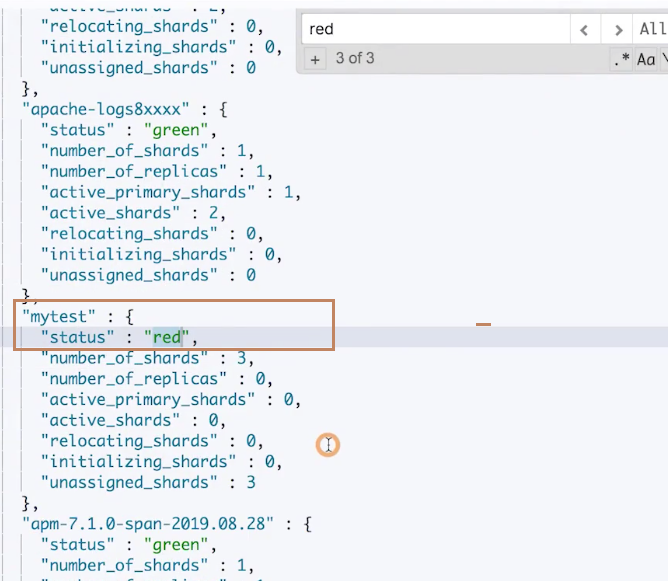 "relocating_shards" : 0,
"initializing_shards" : 0,
"unassigned_shards" : 0
},
"apache-logs8xxxx" : {
"status" : "green",
"number_of_shards" : 1,
"number_of_replicas" : 1,
"active_primary_shards" : 1,
"active_shards" : 2,
"relocating_shards" : 0,
"initializing_shards" : 0,
"unassigned_shards" : 0
},
"mytest" : {
"status" : "red",
"number_of_shards" : 3,
"number_of_replicas" : 0,
"active_primary_shards" : 0,
"active_shards" : 0,
"relocating_shards" : 0,
"initializing_shards" : 0,
"unassigned_shards" : 3
},
"apm-7.1.0-span-2019.08.28" : {
"status" : "green",
"number_of_shards" : 1,
red
< > All
+ 3 of 3 .* Aa